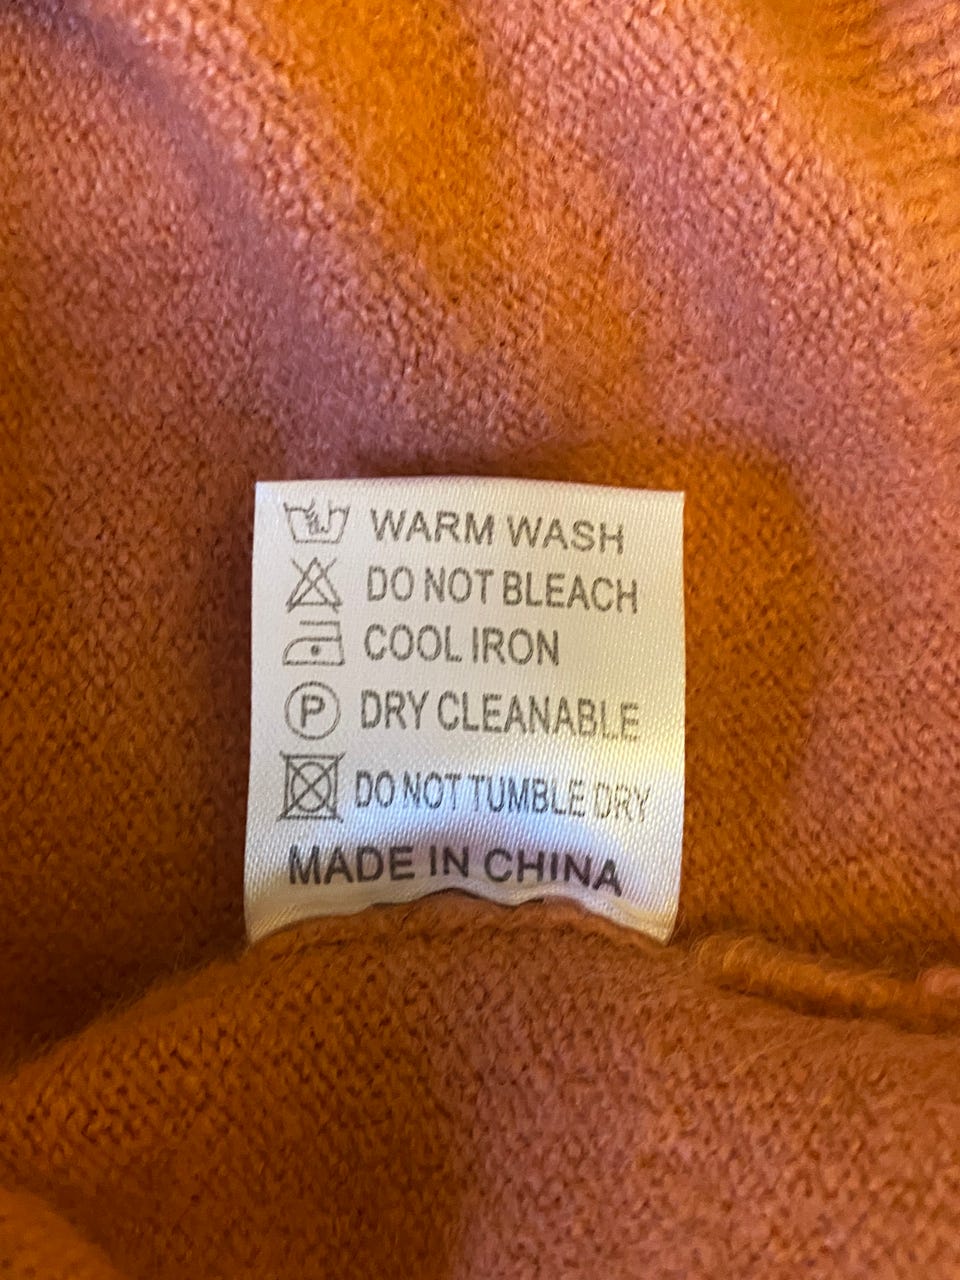 WARM WASH
DO NOT BLEACH
COOL IRON
P DRY CLEANABLE
DO NOT TUMBLE DRY
MADE IN CHINA